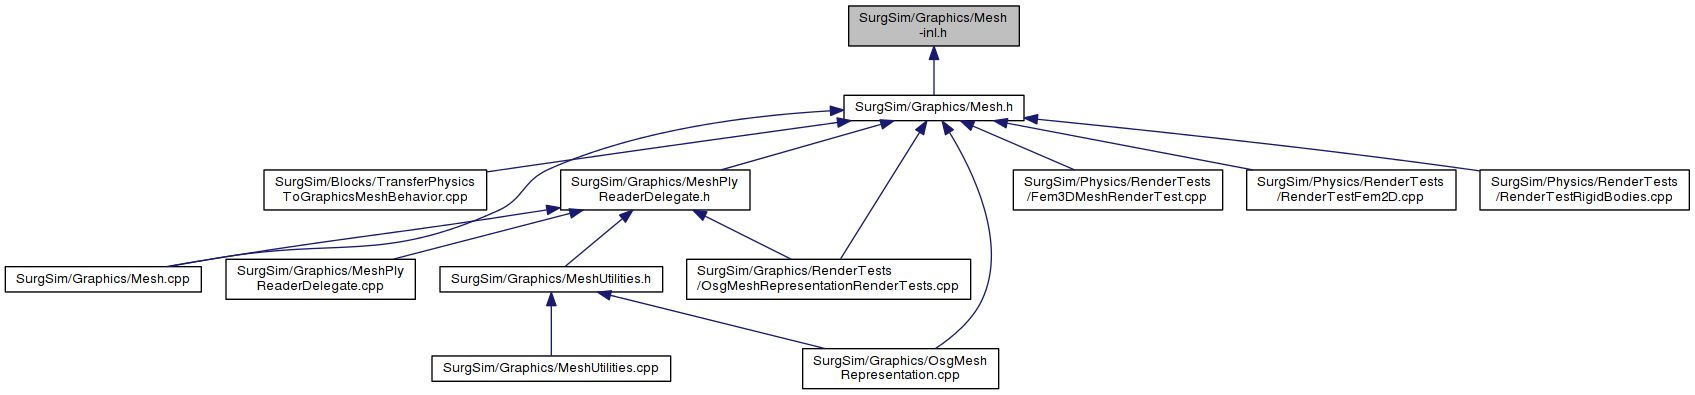 SurgSim/Graphics/Mesh
-inl.h
SurgSim/Graphics/Mesh.h
SurgSim/Blocks/TransferPhysics
ToGraphicsMeshBehavior.cpp
SurgSim/Graphics/MeshPly
ReaderDelegate.h
SurgSim/Physics/RenderTests
/Fem3DMeshRenderTest.cpp
SurgSim/Physics/RenderTests
/RenderTestFem2D.cpp
SurgSim/Physics/RenderTests
/RenderTestRigidBodies.cpp
SurgSim/Graphics/Mesh.cpp
SurgSim/Graphics/MeshPly
ReaderDelegate.cpp
SurgSim/Graphics/MeshUtilities.h
SurgSim/Graphics/RenderTests
/OsgMeshRepresentationRenderTests.cpp
SurgSim/Graphics/MeshUtilities.cpp
SurgSim/Graphics/OsgMesh
Representation.cpp